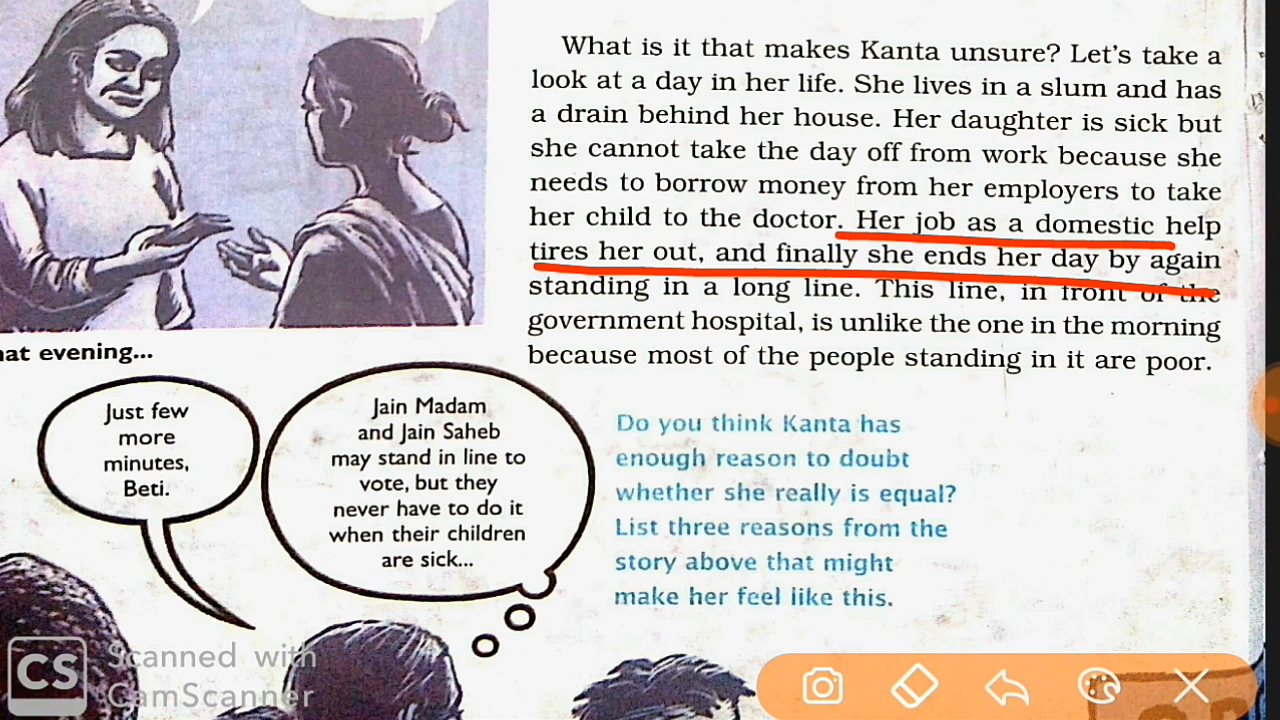 What is it that makes Kanta unsure? Let's take a
look at a day in her life. She lives in a slum and has
a drain behind her house. Her daughter is sick but
she cannot take the day off from work because she
needs to borrow money from her employers to take
her child to the doctor. Her job as a domestic help
tires her out, and finally she ends her day by again
standing in a long line. This line, in front of the
government hospital, is unlike the one in the morning
because most of the people standing in it are poor.
evening...
Just few
more
minutes,
Beti.
Jain Madam
and Jain Saheb
may stand in line to
vote, but they
never have to do it
when their children
are sick...
Do you think Kanta has
enough reason to doubt
whether she really is equal?
List three reasons from the
story above that might
make her feel like this.
CS
Scanned with
CamScanner